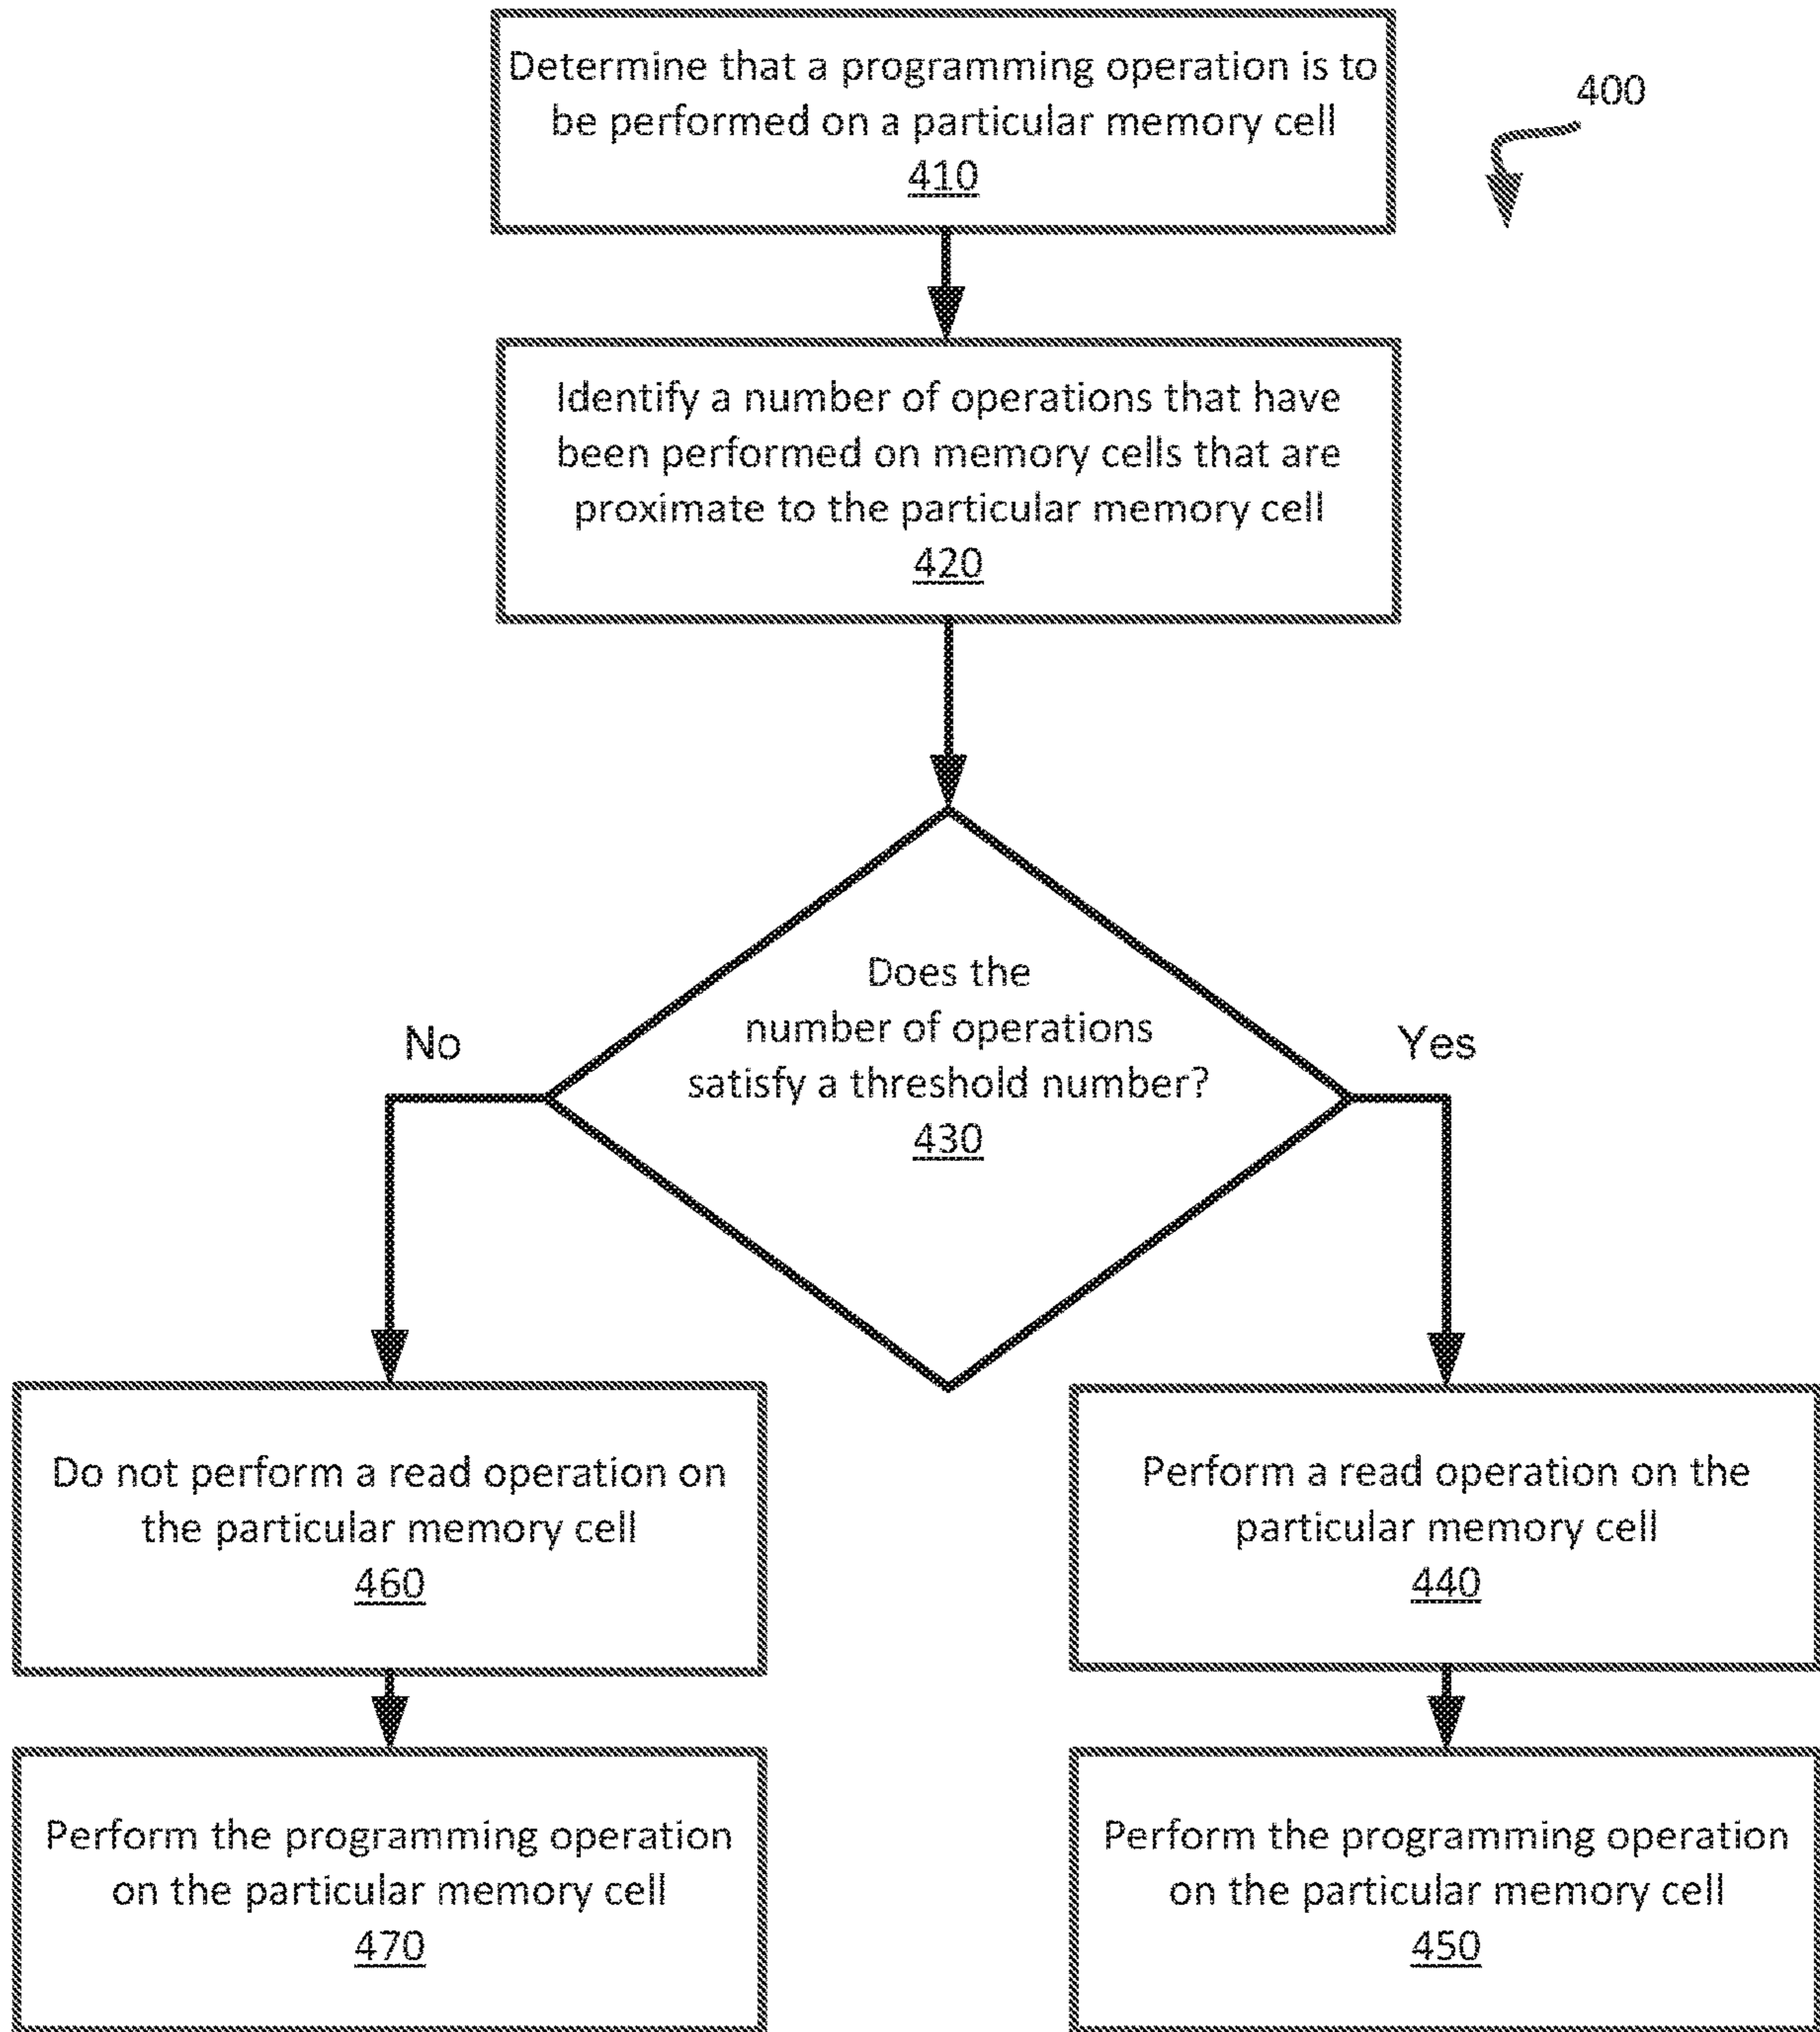 Determine that a programming operation is to
be performed on a particular memory cell
410
400
Identify a number of operations that have
been performed on memory cells that are
proximate to the particular memory cell
420
Does the
number of operations
satisfy a threshold number?
430
No
Yes
Do not perform a read operation on
the particular memory cell
460
Perform a read operation on the
particular memory cell
440
Perform the programming operation
on the particular memory cell
470
Perform the programming operation
on the particular memory cell
450